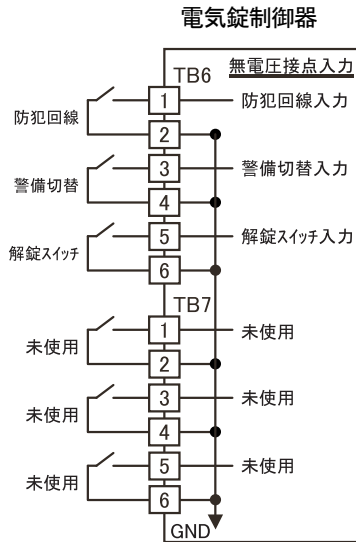 電気錠制御器
無電圧接点入力
TB6
1 防犯回線入力
防犯回線
2
3 警備切替入力
警備切替
4
5 解錠スイッチ入力
解錠スイッチ
6
TB7
1 未使用
未使用
2
3 未使用
未使用
4
5 未使用
未使用
6
GND